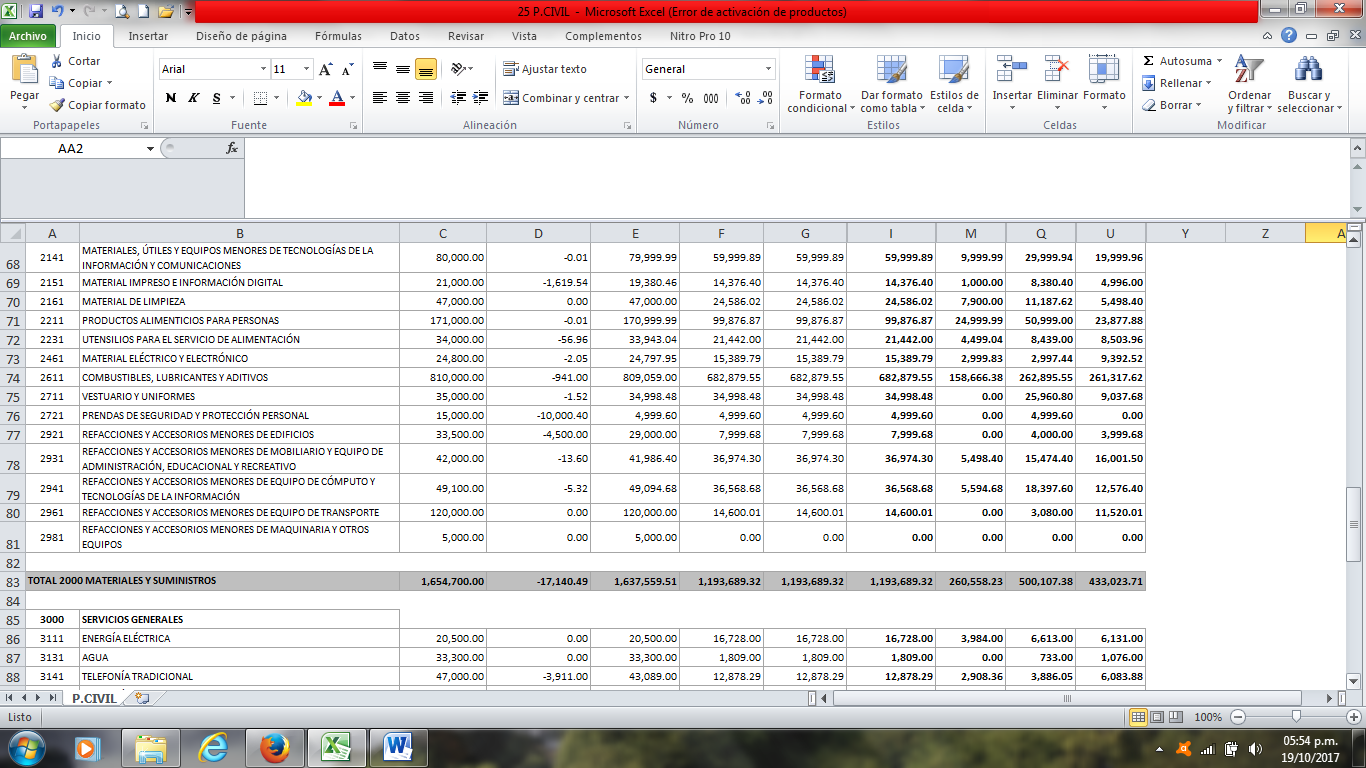 25 P.CIVIL - Microsoft Excel (Error de activación de productos)
Archivo Inicio Insertar Diseño de página Fórmulas Datos Revisar Vista Complementos Nitro Pro 10
Pegar
Cortar
Copiar
Copiar formato
Portapapeles
Arial 11
N K S
Fuente
Ajustar texto
Combinar y centrar
Alineación
General
$ % 000
Número
Formato condicional
Dar formato como tabla
Estilos de celda
Estilos
Insertar Eliminar Formato
Celdas
Autosuma
Rellenar
Borrar
Ordenar y filtrar
Buscar y seleccionar
Modificar
AA2 fx
A B C D E F G I M Q U Y Z A
68 2141 MATERIALES, ÚTILES Y EQUIPOS MENORES DE TECNOLOGÍAS DE LA
INFORMACIÓN Y COMUNICACIONES 80,000.00 -0.01 79,999.99 59,999.89 59,999.89 59,999.89 9,999.99 29,999.94 19,999.96
69 2151 MATERIAL IMPRESO E INFORMACIÓN DIGITAL 21,000.00 -1,619.54 19,380.46 14,376.40 14,376.40 14,376.40 1,000.00 8,380.40 4,996.00
70 2161 MATERIAL DE LIMPIEZA 47,000.00 0.00 47,000.00 24,586.02 24,586.02 24,586.02 7,900.00 11,187.62 5,498.40
71 2211 PRODUCTOS ALIMENTICIOS PARA PERSONAS 171,000.00 -0.01 170,999.99 99,876.87 99,876.87 99,876.87 24,999.99 50,999.00 23,877.88
72 2231 UTENSILIOS PARA EL SERVICIO DE ALIMENTACIÓN 34,000.00 -56.96 33,943.04 21,442.00 21,442.00 21,442.00 4,499.04 8,439.00 8,503.96
73 2461 MATERIAL ELÉCTRICO Y ELECTRÓNICO 24,800.00 -2.05 24,797.95 15,389.79 15,389.79 15,389.79 2,999.83 2,997.44 9,392.52
74 2611 COMBUSTIBLES, LUBRICANTES Y ADITIVOS 810,000.00 -941.00 809,059.00 682,879.55 682,879.55 682,879.55 158,666.38 262,895.55 261,317.62
75 2711 VESTUARIO Y UNIFORMES 35,000.00 -1.52 34,998.48 34,998.48 34,998.48 34,998.48 0.00 25,960.80 9,037.68
76 2721 PRENDAS DE SEGURIDAD Y PROTECCIÓN PERSONAL 15,000.00 -10,000.40 4,999.60 4,999.60 4,999.60 4,999.60 0.00 4,999.60 0.00
77 2921 REFACCIONES Y ACCESORIOS MENORES DE EDIFICIOS 33,500.00 -4,500.00 29,000.00 7,999.68 7,999.68 7,999.68 0.00 4,000.00 3,999.68
78 2931 REFACCIONES Y ACCESORIOS MENORES DE MOBILIARIO Y EQUIPO DE
ADMINISTRACIÓN, EDUCACIONAL Y RECREATIVO 42,000.00 -13.60 41,986.40 36,974.30 36,974.30 36,974.30 5,498.40 15,474.40 16,001.50
79 2941 REFACCIONES Y ACCESORIOS MENORES DE EQUIPO DE CÓMPUTO Y
TECNOLOGÍAS DE LA INFORMACIÓN 49,100.00 -5.32 49,094.68 36,568.68 36,568.68 36,568.68 5,594.68 18,397.60 12,576.40
80 2961 REFACCIONES Y ACCESORIOS MENORES DE EQUIPO DE TRANSPORTE 120,000.00 0.00 120,000.00 14,600.01 14,600.01 14,600.01 0.00 3,080.00 11,520.01
81 2981 REFACCIONES Y ACCESORIOS MENORES DE MAQUINARIA Y OTROS
EQUIPOS 5,000.00 0.00 5,000.00 0.00 0.00 0.00 0.00 0.00 0.00
82
83 TOTAL 2000 MATERIALES Y SUMINISTROS 1,654,700.00 -17,140.49 1,637,559.51 1,193,689.32 1,193,689.32 1,193,689.32 260,558.23 500,107.38 433,023.71
84
85 3000 SERVICIOS GENERALES
86 3111 ENERGÍA ELÉCTRICA 20,500.00 0.00 20,500.00 16,728.00 16,728.00 16,728.00 3,984.00 6,613.00 6,131.00
87 3131 AGUA 33,300.00 0.00 33,300.00 1,809.00 1,809.00 1,809.00 0.00 733.00 1,076.00
88 3141 TELEFONÍA TRADICIONAL 47,000.00 -3,911.00 43,089.00 12,878.29 12,878.29 12,878.29 2,908.36 3,886.05 6,083.88
P.CIVIL
Listo 100%
05:54 p.m.
19/10/2017